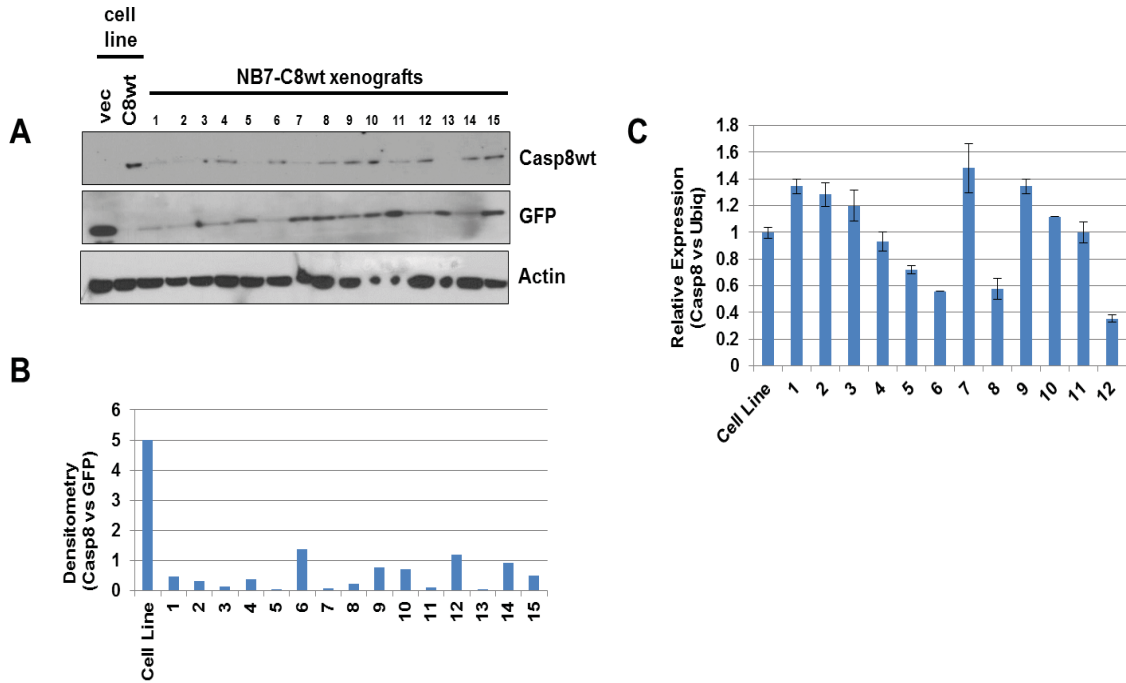 cell
line
vec
C8wt
NB7-C8wt xenografts
1 2 3 4 5 6 7 8 9 10 11 12 13 14 15
A
Casp8wt
GFP
Actin
B
Densitometry
(Casp8 vs GFP)
6
5
4
3
2
1
0
Cell Line 1 2 3 4 5 6 7 8 9 10 11 12 13 14 15
C
Relative Expression
(Casp8 vs Ubiq)
1.8
1.6
1.4
1.2
1
0.8
0.6
0.4
0.2
0
Cell Line 1 2 3 4 5 6 7 8 9 10 11 12